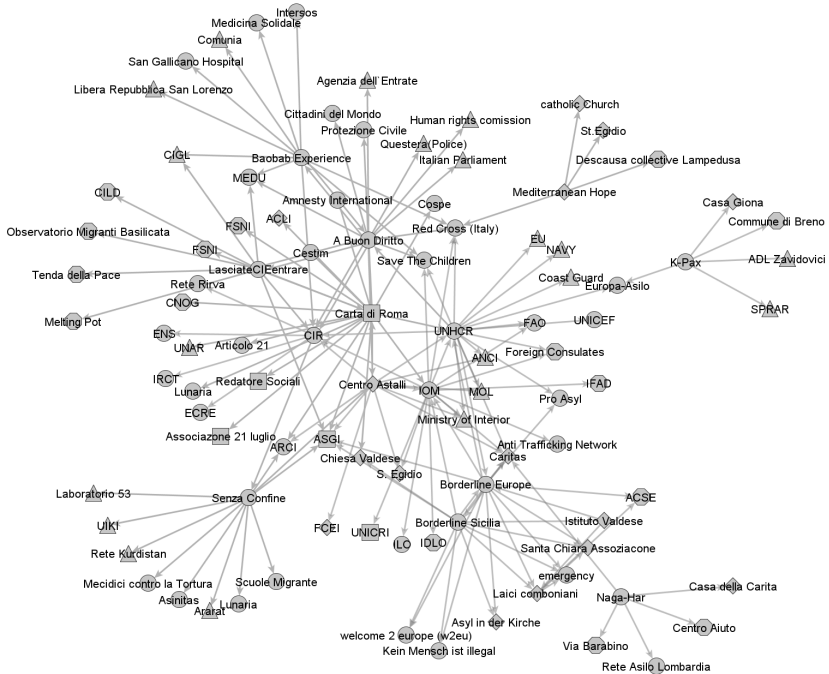 Intersos
Medicina Solidale
Comunia
San Gallicano Hospital
Libera Repubblica San Lorenzo
Agenzia dell`Entrate
Cittadini del Mondo
Protezione Civile
Human rights comission
Questera(Police)
Italian Parliament
catholic Church
St.Egidio
Descausa collective Lampedusa
CIGL
Baobab Experience
MEDU
CILD
Amnesty International
Cospe
Mediterranean Hope
Casa Giona
Commune di Breno
FSNI
ACLI
Red Cross (Italy)
Observatorio Migranti Basilicata
FSNI
Cestim
A Buon Diritto
EU
NAVY
Save The Children
K-Pax
ADL Zavidovici
Tenda della Pace
LasciateCIEentrare
Rete Rirva
Coast Guard
Europa-Asilo
CNOG
SPRAR
Melting Pot
Carta di Roma
ENS
CIR
UNHCR
FAO
UNICEF
UNAR
Articolo 21
ANCI
Foreign Consulates
IRCT
Redatore Sociali
Centro Astalli
IOM
MOL
IFAD
Lunaria
Pro Asyl
ECRE
Ministry of Interior
Associazone 21 luglio
ARCI
ASGI
Anti Trafficking Network
Caritas
Chiesa Valdese
S. Egidio
Laboratorio 53
Senza Confine
Borderline Europe
ACSE
UIKI
FCEI
UNICRI
Borderline Sicilia
Istituto Valdese
ILO
IDLO
Rete Kurdistan
Santa Chiara Assoziacone
Mecidici contro la Tortura
Scuole Migrante
emergency
Laici comboniani
Naga-Har
Casa della Carita
Asinitas
Ararat
Lunaria
Asyl in der Kirche
Centro Aiuto
welcome 2 europe (w2eu)
Kein Mensch ist illegal
Via Barabino
Rete Asilo Lombardia